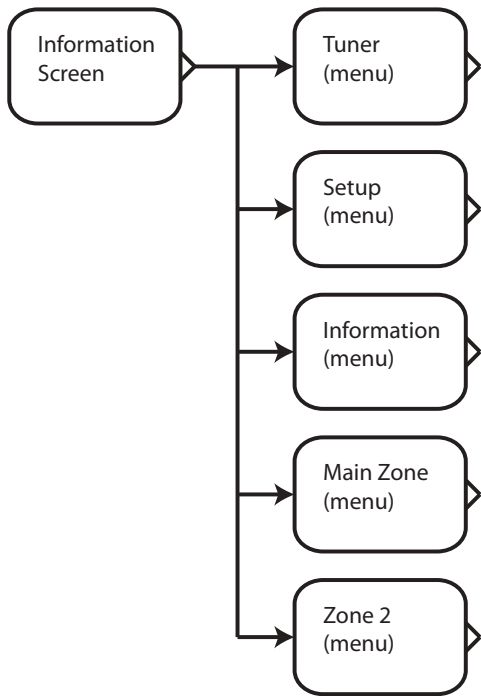 Information
Screen
Tuner
(menu)
Setup
(menu)
Information
(menu)
Main Zone
(menu)
Zone 2
(menu)